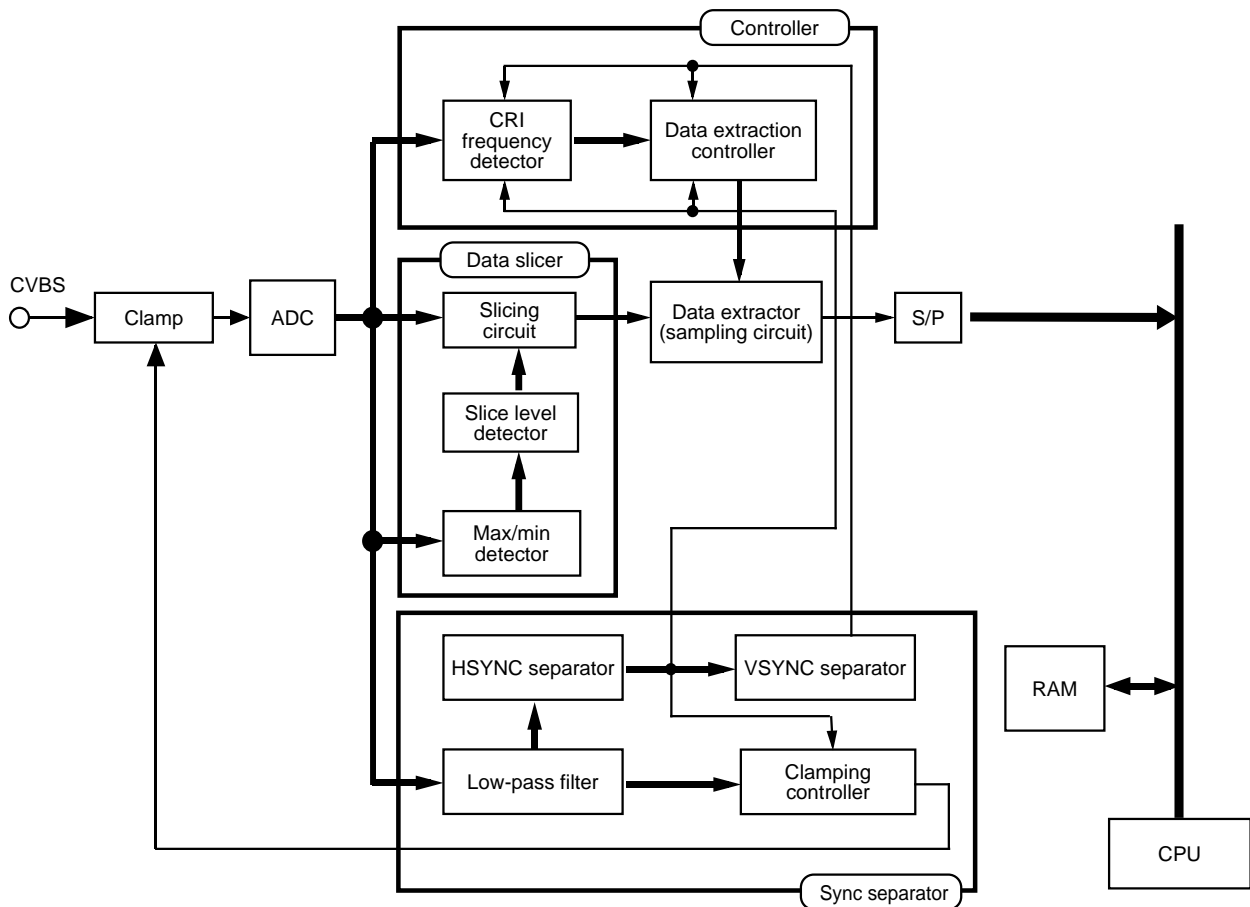 Controller
CRI
frequency
detector
Data extraction
controller
Data slicer
CVBS
Clamp
ADC
Slicing
circuit
Data extractor
(sampling circuit)
S/P
Slice level
detector
Max/min
detector
HSYNC separator
VSYNC separator
RAM
Low-pass filter
Clamping
controller
CPU
Sync separator